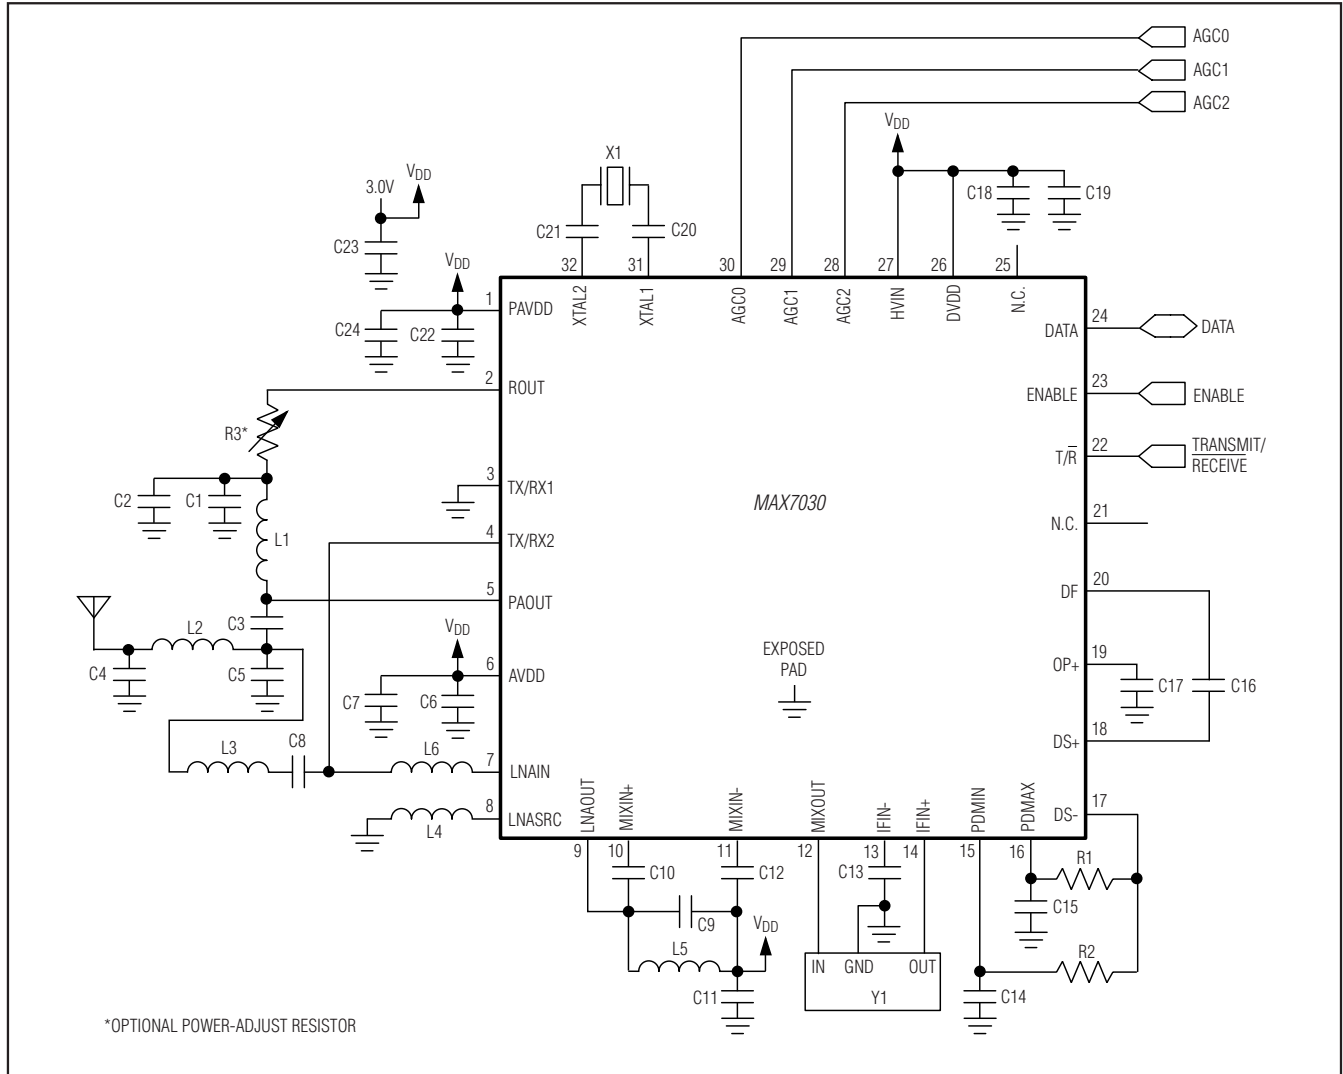 AGC0
AGC1
AGC2
VDD
X1
C18
C19
3.0V
VDD
C21
C20
C23
VDD
32
31
30
29
28
27
26
25
1
PAVDD
XTAL2
XTAL1
AGC0
AGC1
AGC2
HVIN
DVDD
N.C.
C24
C22
24
DATA
DATA
2
ROUT
23
ENABLE
ENABLE
R3*
22
T/R̅
TRANSMIT/
R̅E̅C̅E̅I̅V̅E̅
3
TX/RX1
C2
C1
MAX7030
21
N.C.
4
TX/RX2
L1
20
DF
5
PAOUT
C3
VDD
L2
C4
C5
6
AVDD
EXPOSED
PAD
19
OP+
C17
C16
C7
C6
18
DS+
L3
C8
L6
7
LNAIN
8
LNASRC
L4
LNAOUT
MIXIN+
MIXIN-
MIXOUT
IFIN-
IFIN+
PDMIN
PDMAX
17
DS-
9
10
11
12
13
14
15
16
C10
C12
C13
R1
C15
C9
VDD
L5
R2
IN
GND
OUT
C11
Y1
C14
*OPTIONAL POWER-ADJUST RESISTOR